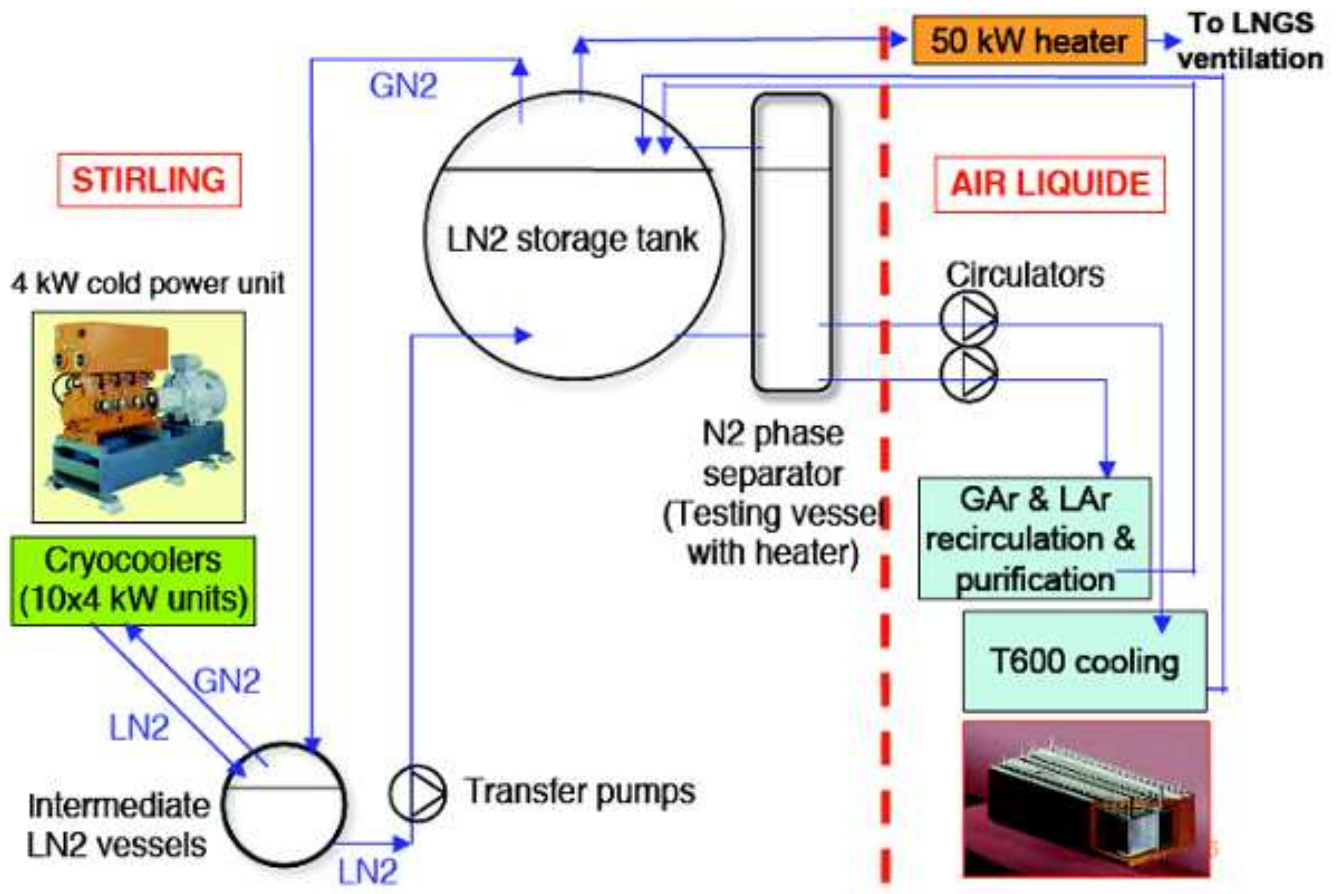 50 kW heater
To LNGS
ventilation
GN2
STIRLING
AIR LIQUIDE
LN2 storage tank
4 kW cold power unit
Circulators
N2 phase
separator
(Testing vessel
with heater)
GAr & LAr
recirculation &
purification
Cryocoolers
(10x4 kW units)
T600 cooling
GN2
LN2
Intermediate
LN2 vessels
Transfer pumps
LN2